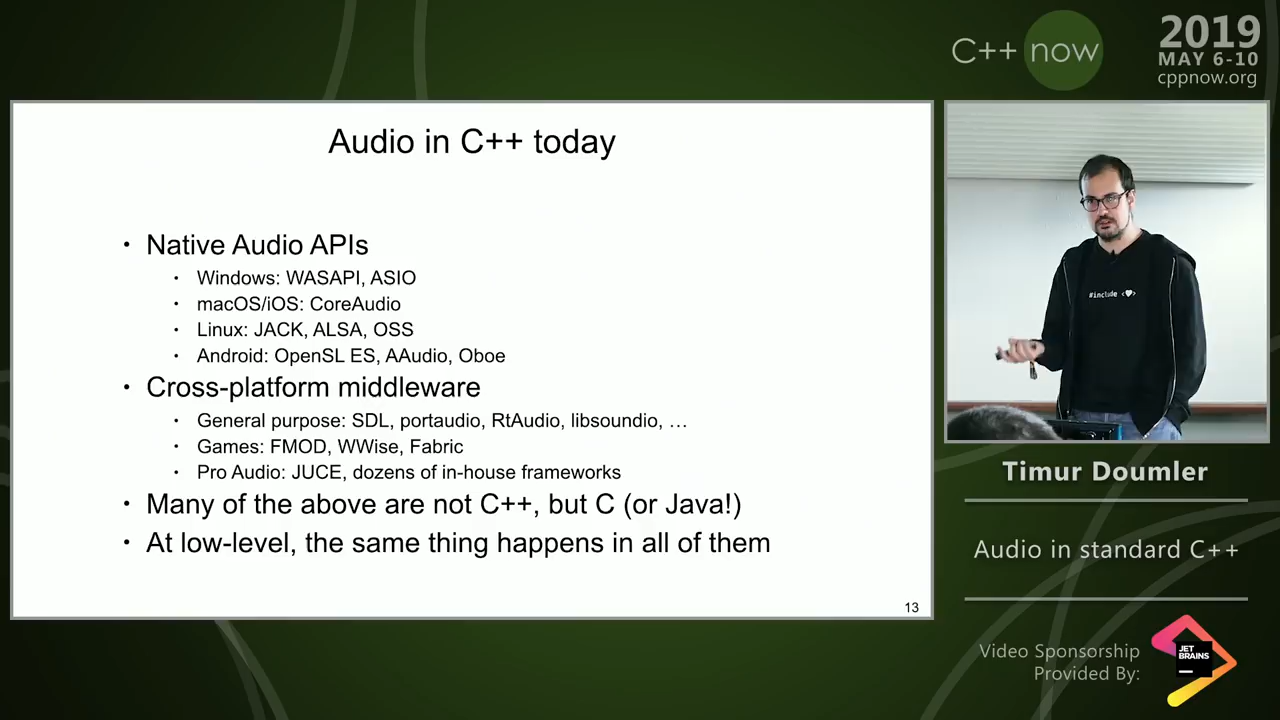 C++ now
2019
MAY 6-10
cppnow.org
Audio in C++ today
• Native Audio APIs
• Windows: WASAPI, ASIO
• macOS/iOS: CoreAudio
• Linux: JACK, ALSA, OSS
• Android: OpenSL ES, AAudio, Oboe
• Cross-platform middleware
• General purpose: SDL, portaudio, RtAudio, libsoundio, …
• Games: FMOD, WWise, Fabric
• Pro Audio: JUCE, dozens of in-house frameworks
• Many of the above are not C++, but C (or Java!)
• At low-level, the same thing happens in all of them
13
#include <♥>
Timur Doumler
Audio in standard C++
Video Sponsorship
Provided By:
JET
BRAINS